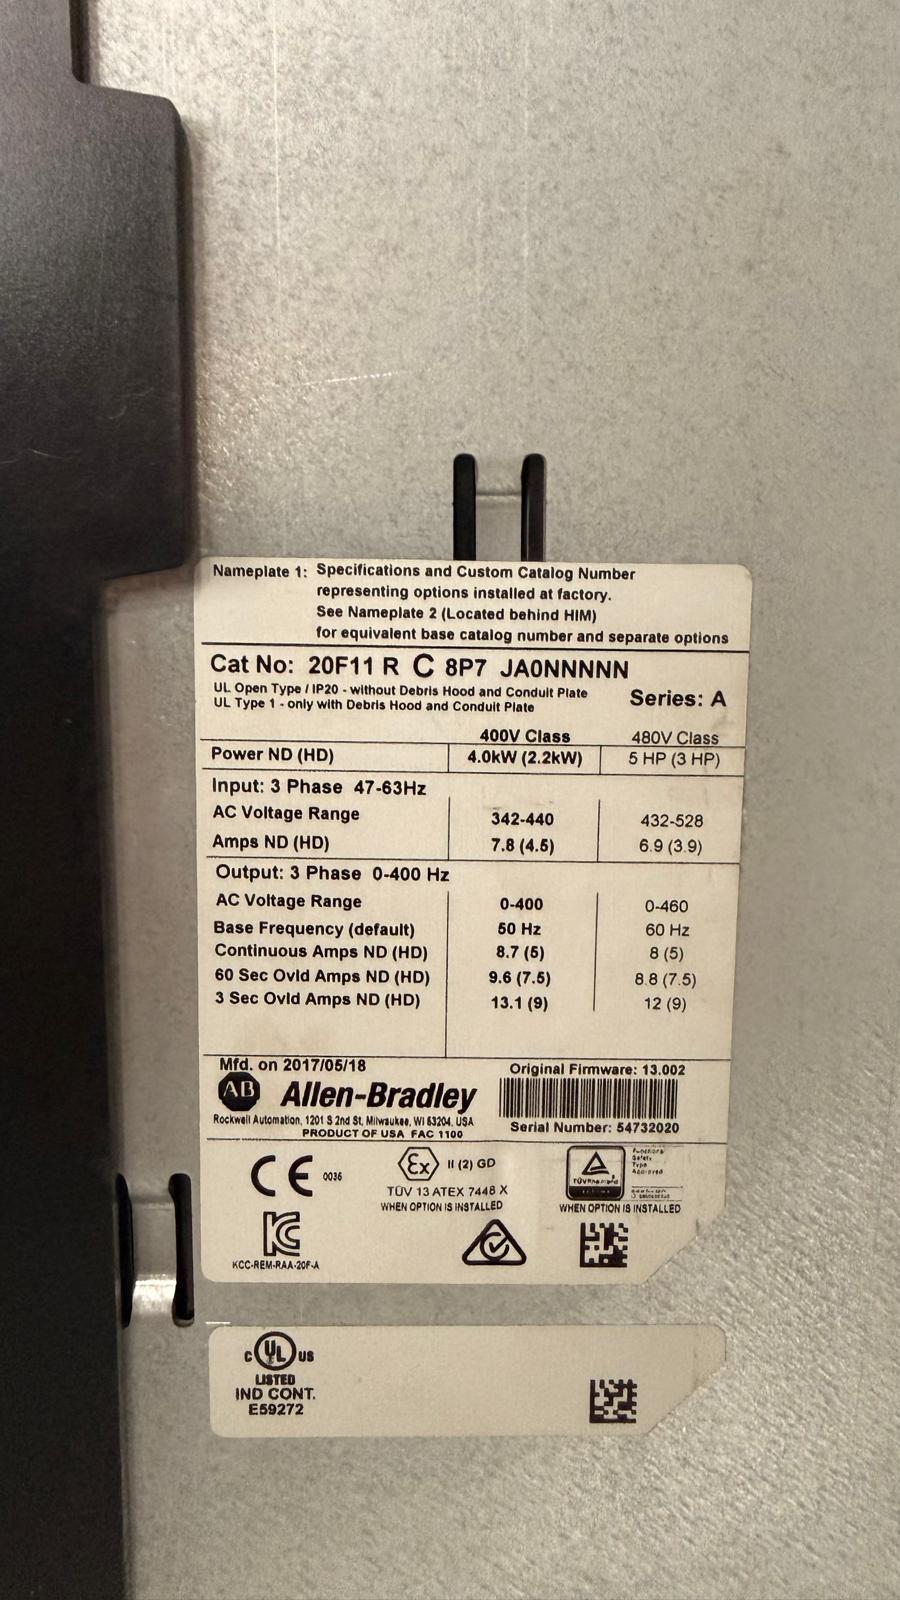 Nameplate 1: Specifications and Custom Catalog Number
representing options installed at factory.
See Nameplate 2 (Located behind HIM)
for equivalent base catalog number and separate options
Cat No: 20F11 R C 8P7 JA0NNNNN
UL Open Type / IP20 - without Debris Hood and Conduit Plate
UL Type 1 - only with Debris Hood and Conduit Plate
Series: A
400V Class 480V Class
Power ND (HD) 4.0kW (2.2kW) 5 HP (3 HP)
Input: 3 Phase 47-63Hz
AC Voltage Range 342-440 432-528
Amps ND (HD) 7.8 (4.5) 6.9 (3.9)
Output: 3 Phase 0-400 Hz
AC Voltage Range 0-400 0-460
Base Frequency (default) 50 Hz 60 Hz
Continuous Amps ND (HD) 8.7 (5) 8 (5)
60 Sec Ovld Amps ND (HD) 9.6 (7.5) 8.8 (7.5)
3 Sec Ovld Amps ND (HD) 13.1 (9) 12 (9)
Mfd. on 2017/05/18
Original Firmware: 13.002
AB Allen-Bradley
Rockwell Automation, 1201 S 2nd St, Milwaukee, WI 53204, USA
PRODUCT OF USA FAC 1100
Serial Number: 54732020
CE 0035
Ex II (2) GD
TÜV 13 ATEX 7448 X
WHEN OPTION IS INSTALLED
TÜVRheinland
Functional
Safety
Type
Approved
WHEN OPTION IS INSTALLED
KC
KCC-REM-RAA-20F-A
C UL US
LISTED
IND CONT.
E59272